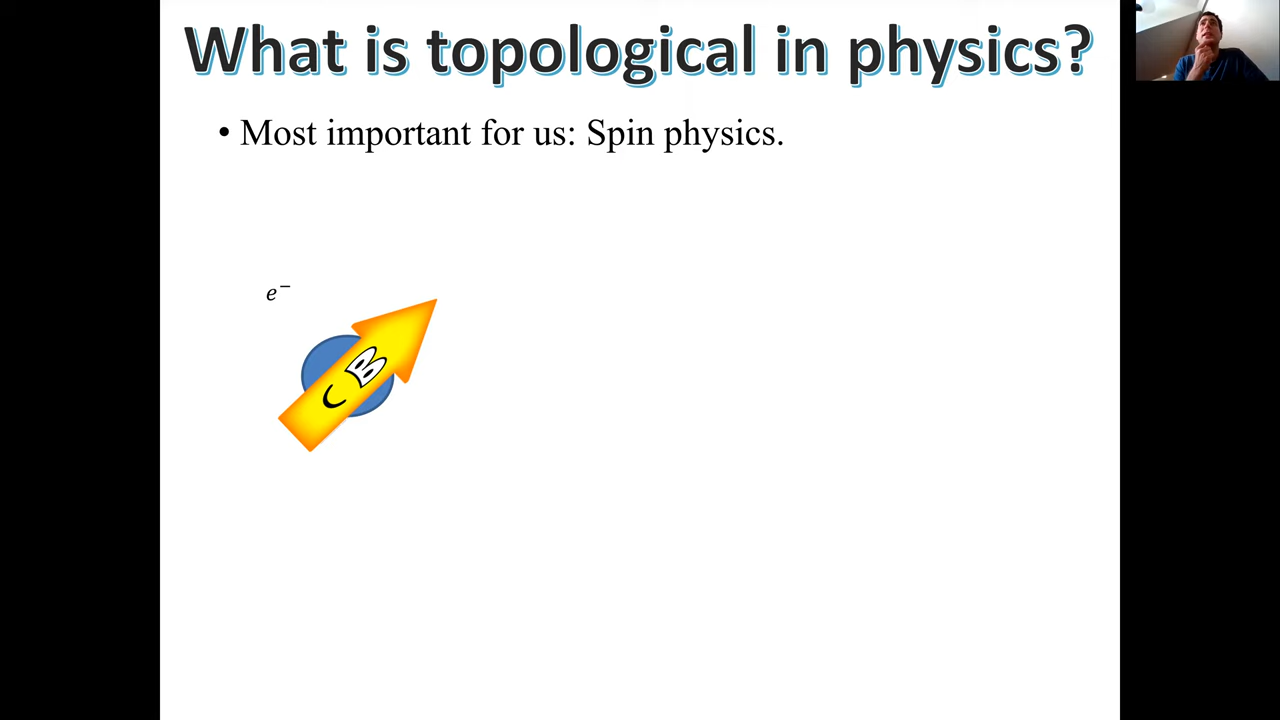 What is topological in physics?
• Most important for us: Spin physics.
e⁻